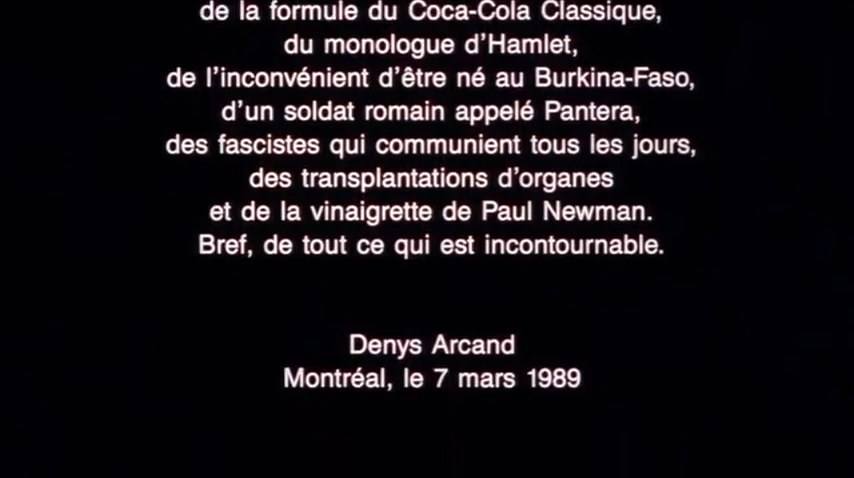 de la formule du Coca-Cola Classique,
du monologue d'Hamlet,
de l'inconvénient d'être né au Burkina-Faso,
d'un soldat romain appelé Pantera,
des fascistes qui communient tous les jours,
des transplantations d'organes
et de la vinaigrette de Paul Newman.
Bref, de tout ce qui est incontournable.
Denys Arcand
Montréal, le 7 mars 1989